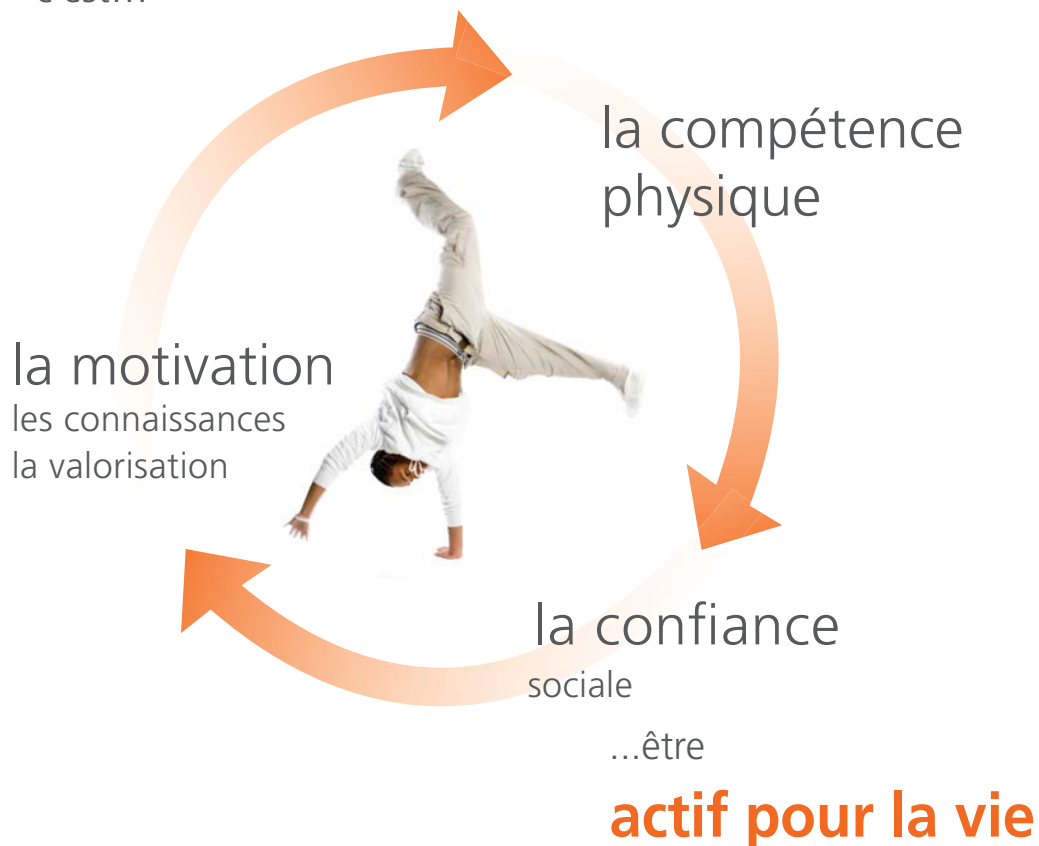 la compétence
physique
la motivation
les connaissances
la valorisation
la confiance
sociale
...être
actif pour la vie